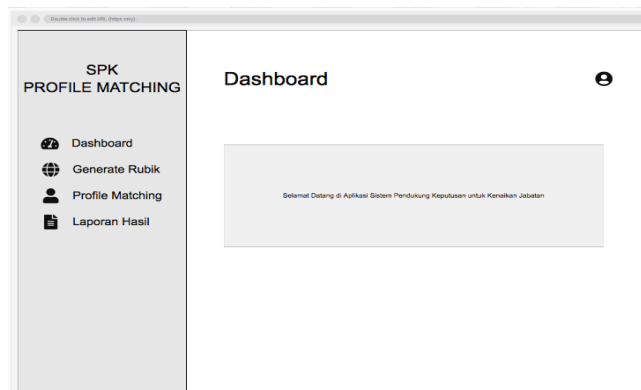 Double click to edit URL (https only)
SPK
PROFILE MATCHING
Dashboard
Dashboard
Generate Rubik
Profile Matching
Laporan Hasil
Selamat Datang di Aplikasi Sistem Pendukung Keputusan untuk Kenaikan Jabatan